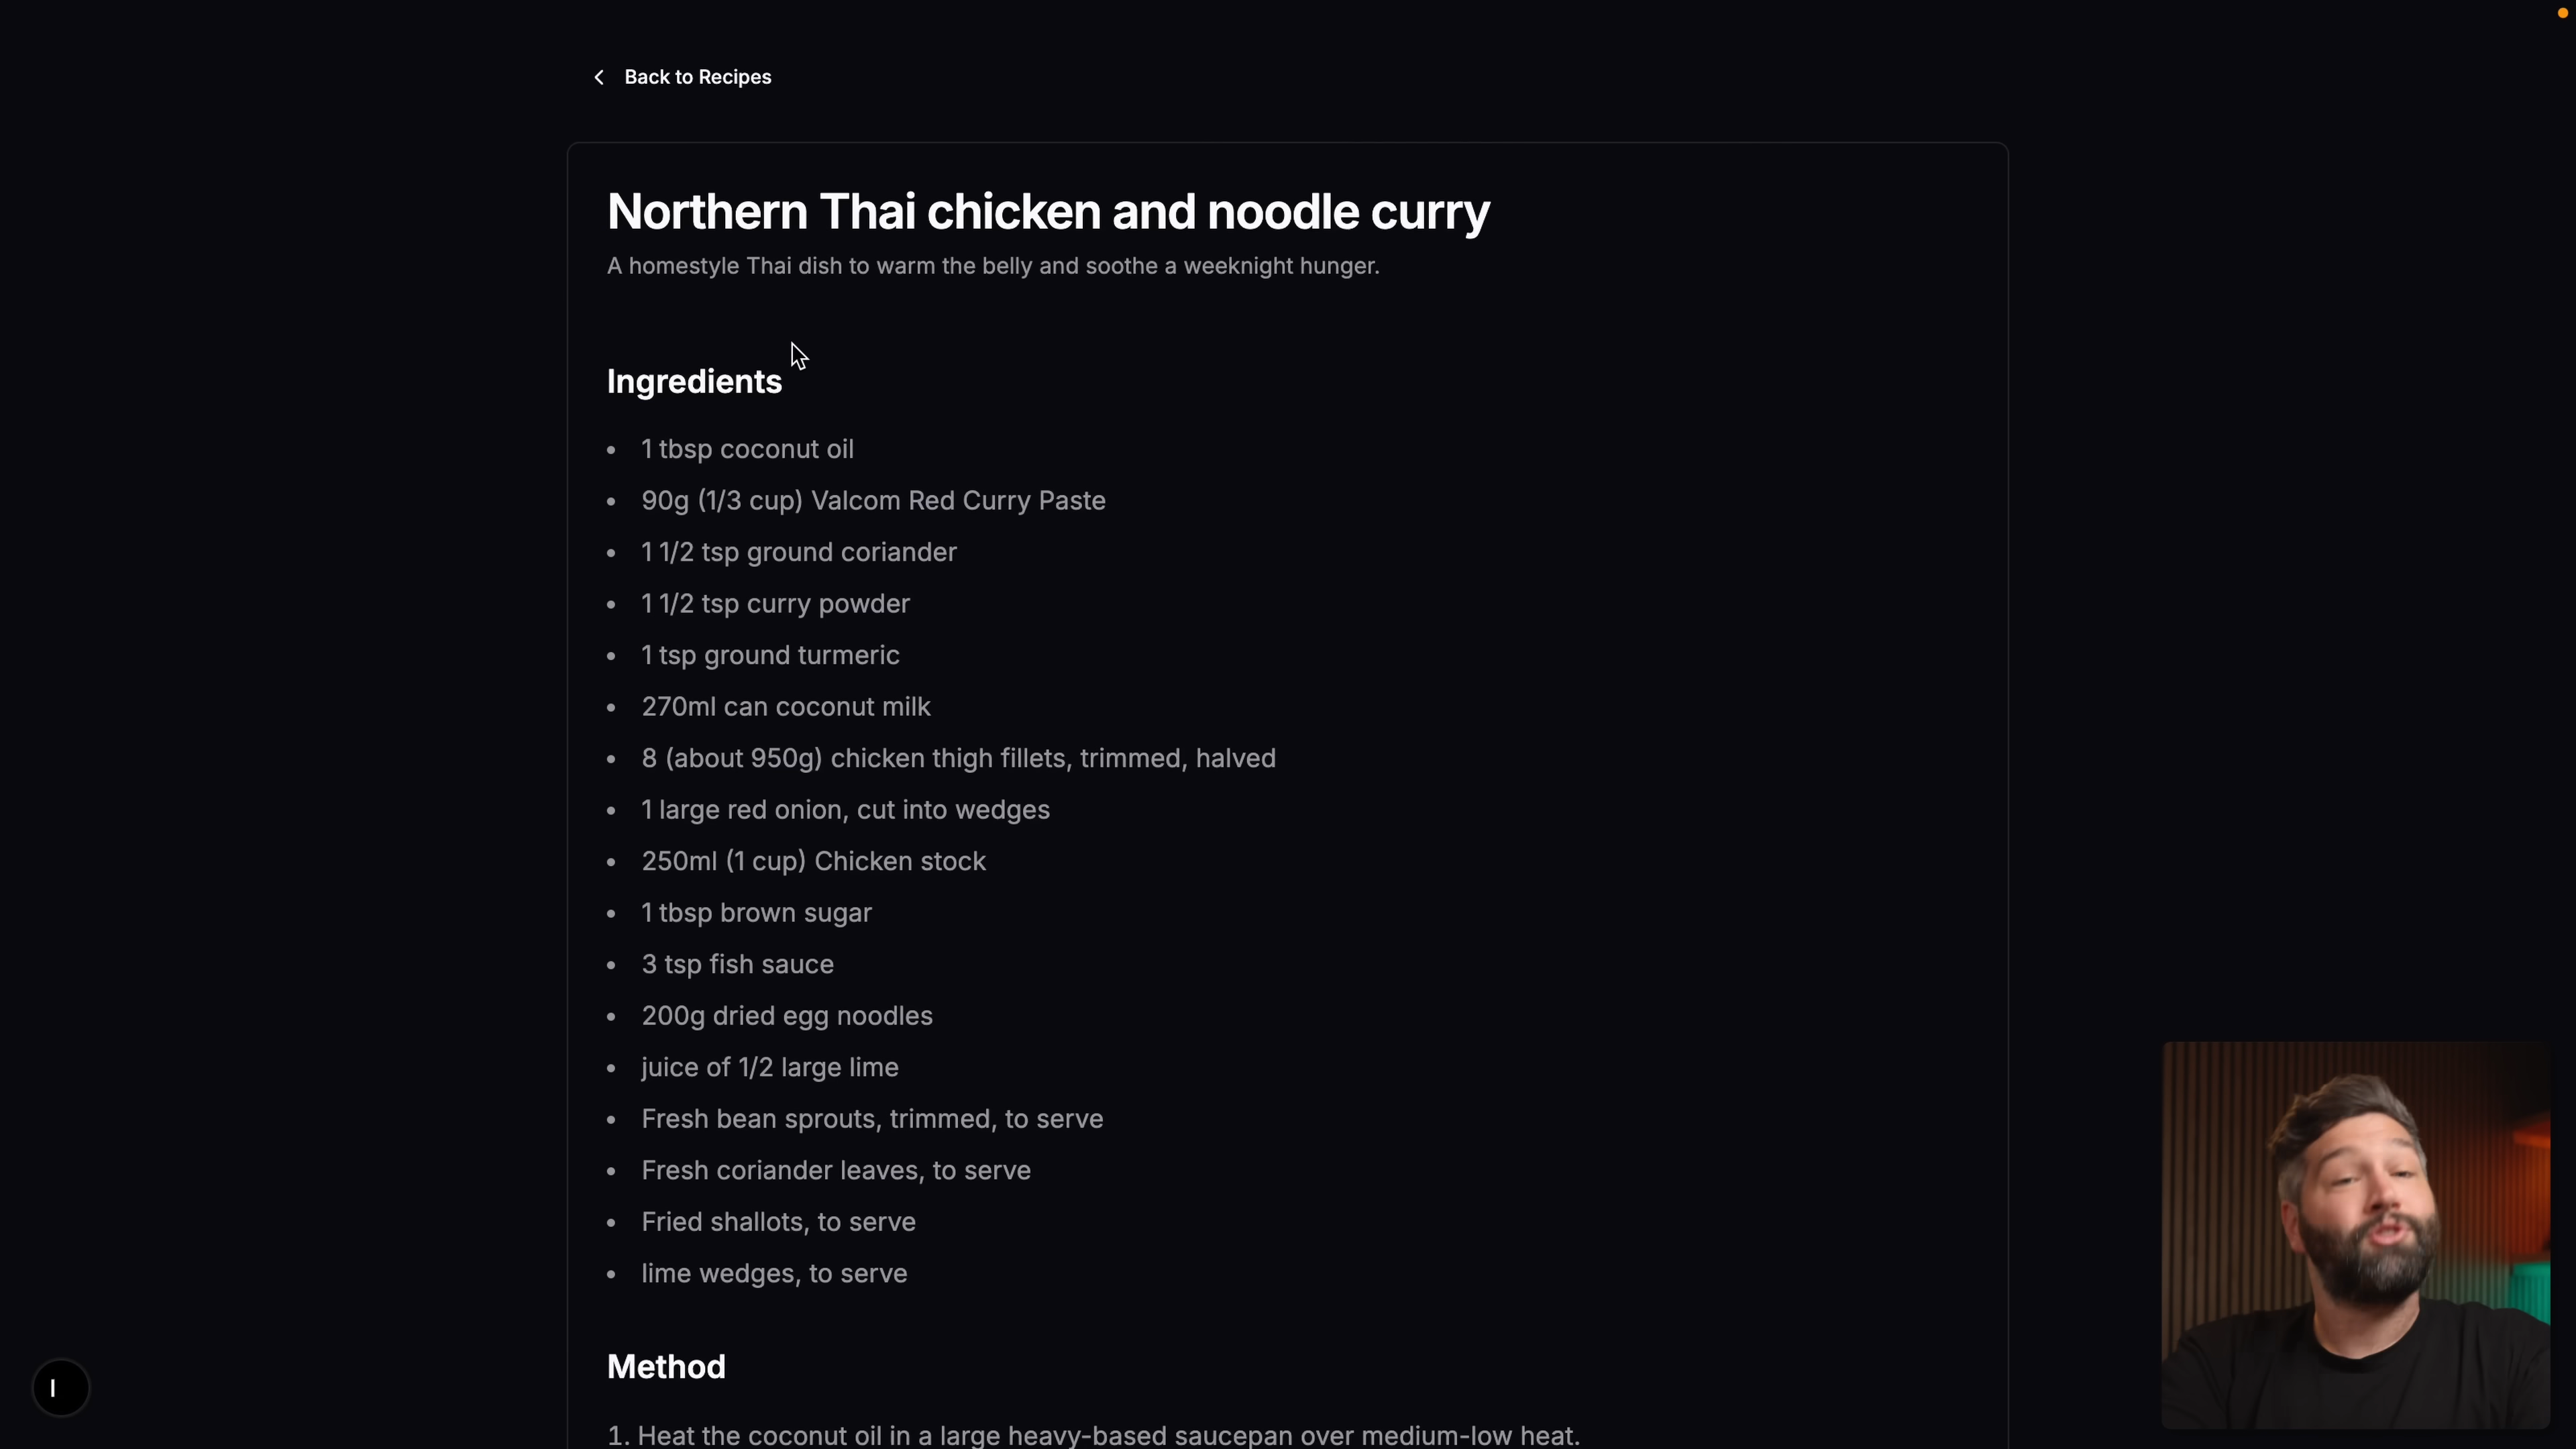 Back to Recipes
Northern Thai chicken and noodle curry
A homestyle Thai dish to warm the belly and soothe a weeknight hunger.
Ingredients
• 1 tbsp coconut oil
• 90g (1/3 cup) Valcom Red Curry Paste
• 1 1/2 tsp ground coriander
• 1 1/2 tsp curry powder
• 1 tsp ground turmeric
• 270ml can coconut milk
• 8 (about 950g) chicken thigh fillets, trimmed, halved
• 1 large red onion, cut into wedges
• 250ml (1 cup) Chicken stock
• 1 tbsp brown sugar
• 3 tsp fish sauce
• 200g dried egg noodles
• juice of 1/2 large lime
• Fresh bean sprouts, trimmed, to serve
• Fresh coriander leaves, to serve
• Fried shallots, to serve
• lime wedges, to serve
Method
1. Heat the coconut oil in a large heavy-based saucepan over medium-low heat.